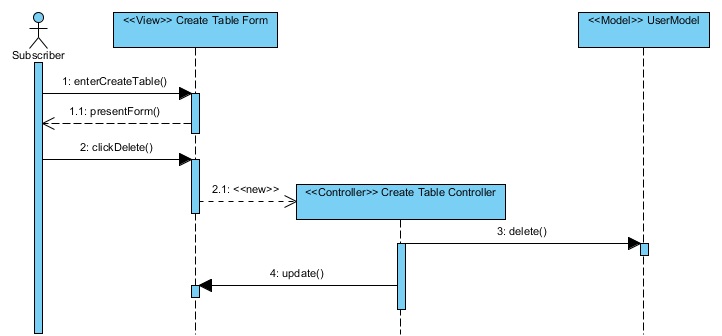 <<View>> Create Table Form
<<Model>> UserModel
Subscriber
1: enterCreateTable()
1.1: presentForm()
2: clickDelete()
2.1: <<new>>
<<Controller>> Create Table Controller
3: delete()
4: update()